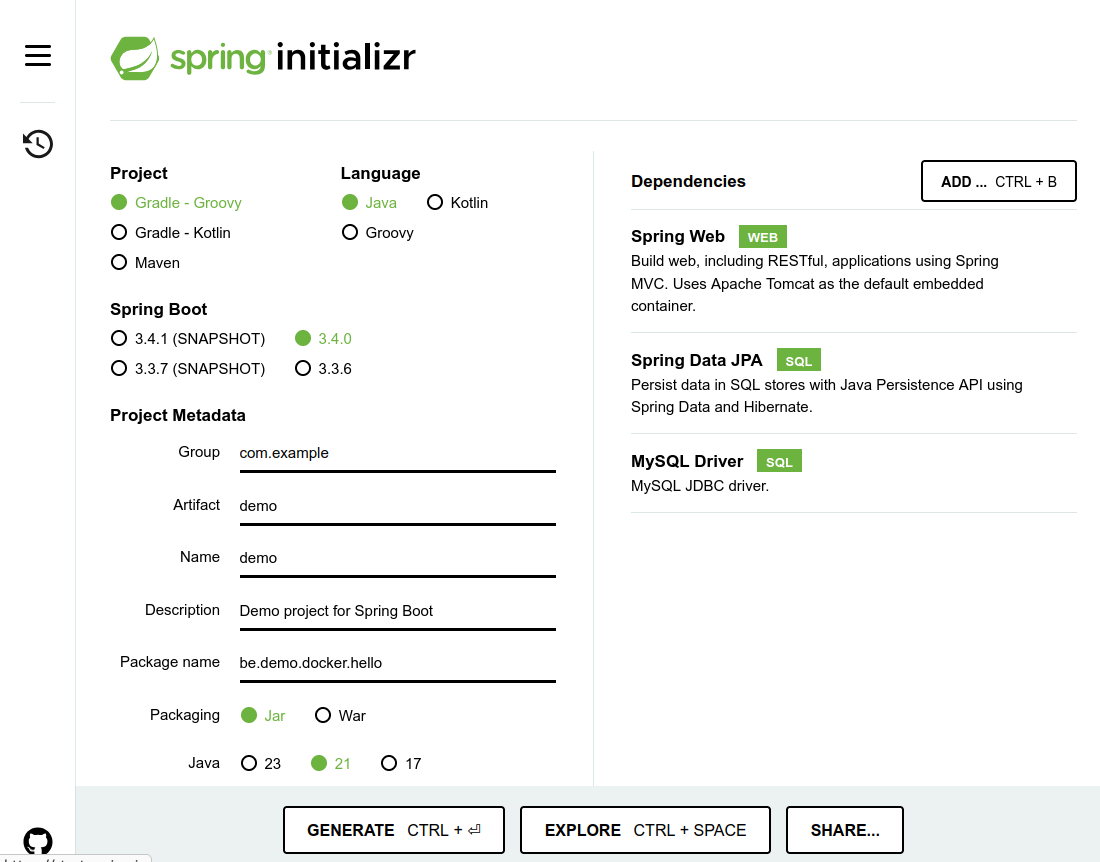 spring initializr
Project
Gradle - Groovy
Gradle - Kotlin
Maven
Language
Java Kotlin
Groovy
Spring Boot
3.4.1 (SNAPSHOT) 3.4.0
3.3.7 (SNAPSHOT) 3.3.6
Project Metadata
Group com.example
Artifact demo
Name demo
Description Demo project for Spring Boot
Package name be.demo.docker.hello
Packaging Jar War
Java 23 21 17
Dependencies ADD ... CTRL + B
Spring Web WEB
Build web, including RESTful, applications using Spring
MVC. Uses Apache Tomcat as the default embedded
container.
Spring Data JPA SQL
Persist data in SQL stores with Java Persistence API using
Spring Data and Hibernate.
MySQL Driver SQL
MySQL JDBC driver.
GENERATE CTRL + ⏎ EXPLORE CTRL + SPACE SHARE...